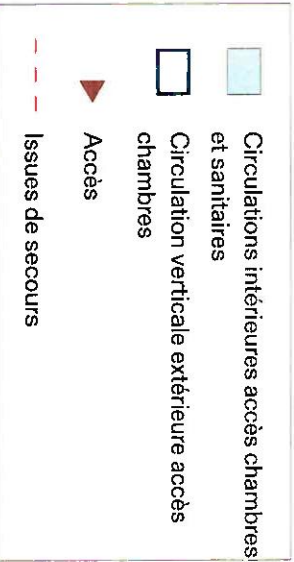 Circulations intérieures accès chambres
et sanitaires
Circulation verticale extérieure accès
chambres
Accès
Issues de secours